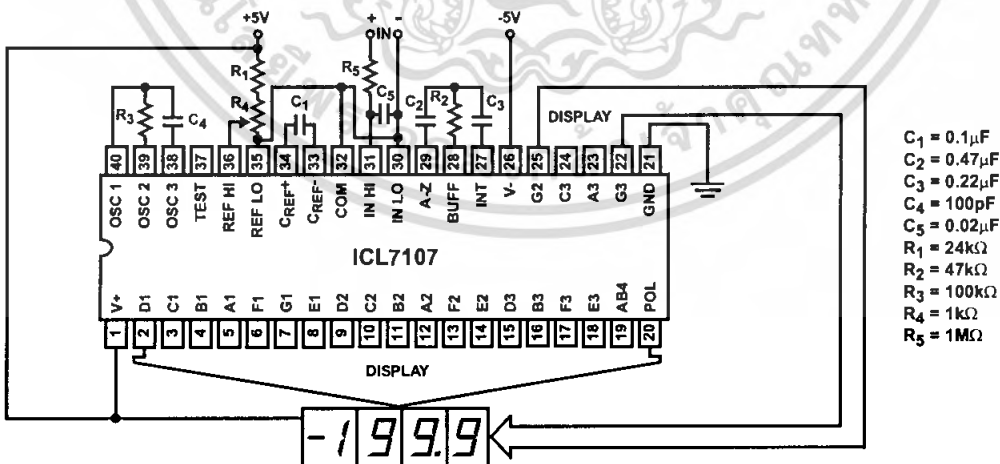 +5V
+ -
IN
-5V
R1
R4
R5
C5
C1
R3
C4
C2
R2
C3
DISPLAY
40 39 38 37 36 35 34 33 32 31 30 29 28 27 26 25 24 23 22 21
OSC 1
OSC 2
OSC 3
TEST
REF HI
REF LO
CREF+
CREF-
COM
IN HI
IN LO
A-Z
BUFF
INT
V-
G2
C3
A3
G3
GND
ICL7107
V+
D1
C1
B1
A1
F1
G1
E1
D2
C2
B2
A2
F2
E2
D3
B3
F3
E3
AB4
POL
1 2 3 4 5 6 7 8 9 10 11 12 13 14 15 16 17 18 19 20
DISPLAY
-199.9
C1 = 0.1μF
C2 = 0.47μF
C3 = 0.22μF
C4 = 100pF
C5 = 0.02μF
R1 = 24kΩ
R2 = 47kΩ
R3 = 100kΩ
R4 = 1kΩ
R5 = 1MΩ